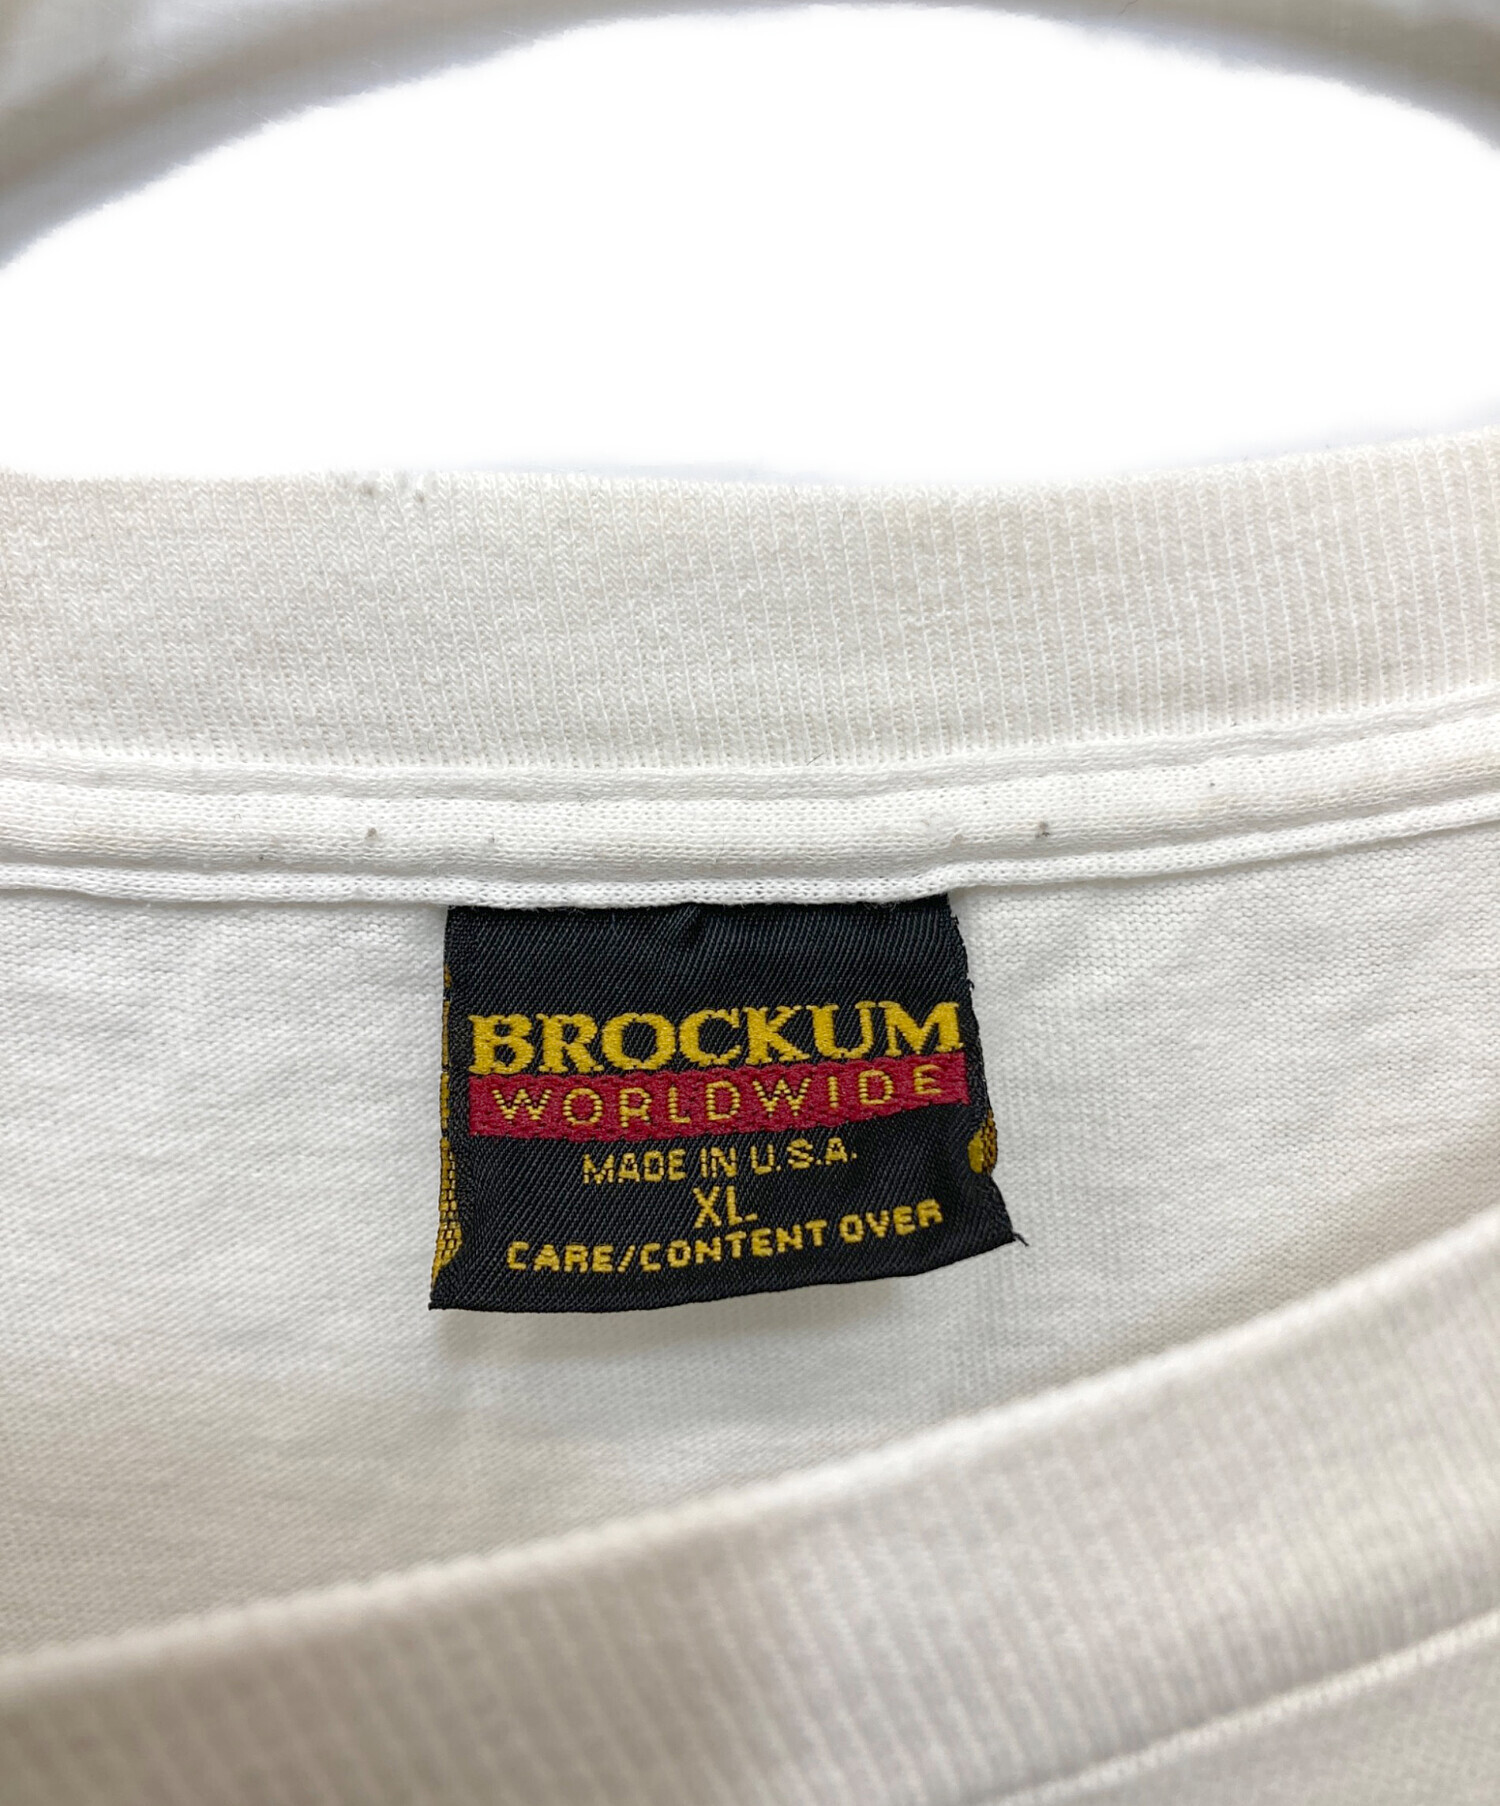 BROCKUM
WORLDWIDE
MADE IN U.S.A.
XL
CARE/CONTENT OVER